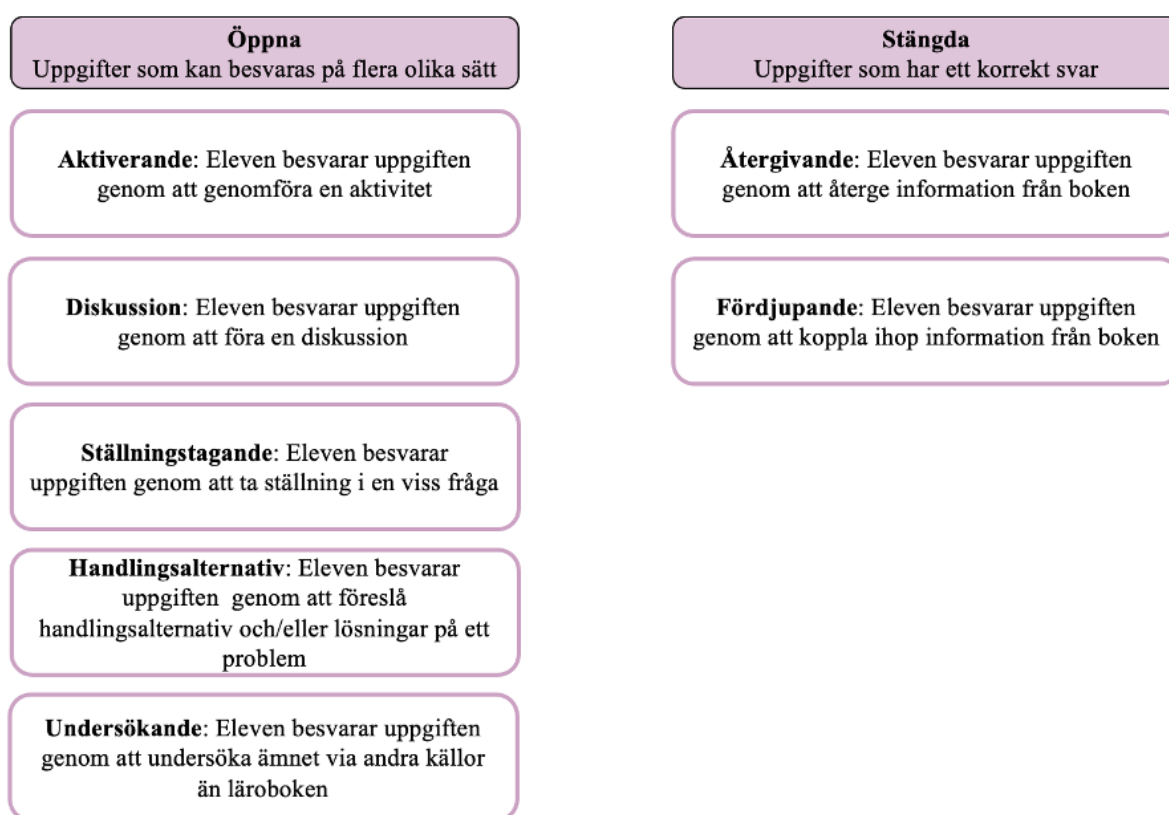 Öppna
Uppgifter som kan besvaras på flera olika sätt
Aktiverande: Eleven besvarar uppgiften
genom att genomföra en aktivitet
Diskussion: Eleven besvarar uppgiften
genom att föra en diskussion
Ställningstagande: Eleven besvarar
uppgiften genom att ta ställning i en viss fråga
Handlingsalternativ: Eleven besvarar
uppgiften genom att föreslå
handlingsalternativ och/eller lösningar på ett
problem
Undersökande: Eleven besvarar uppgiften
genom att undersöka ämnet via andra källor
än läroboken
Stängda
Uppgifter som har ett korrekt svar
Återgivande: Eleven besvarar uppgiften
genom att återge information från boken
Fördjupande: Eleven besvarar uppgiften
genom att koppla ihop information från boken